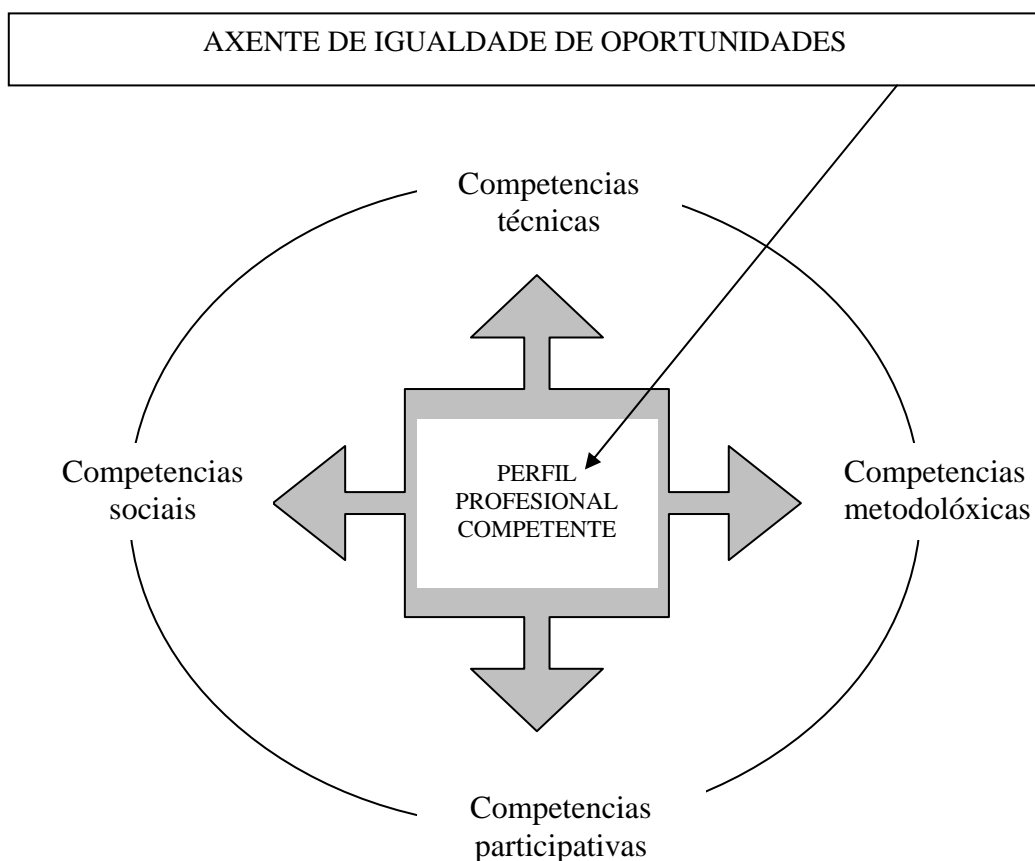 AXENTE DE IGUALDADE DE OPORTUNIDADES
Competencias
técnicas
Competencias
sociais
PERFIL
PROFESIONAL
COMPETENTE
Competencias
metodolóxicas
Competencias
participativas